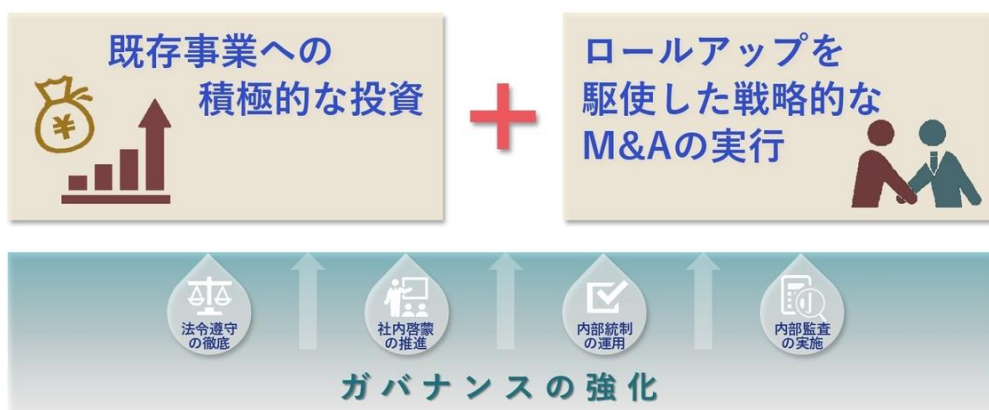 既存事業への
積極的な投資
¥
+
ロールアップを
駆使した戦略的な
M&Aの実行
法令遵守
の徹底
社内啓蒙
の推進
内部統制
の運用
内部監査
の実施
ガバナンスの強化